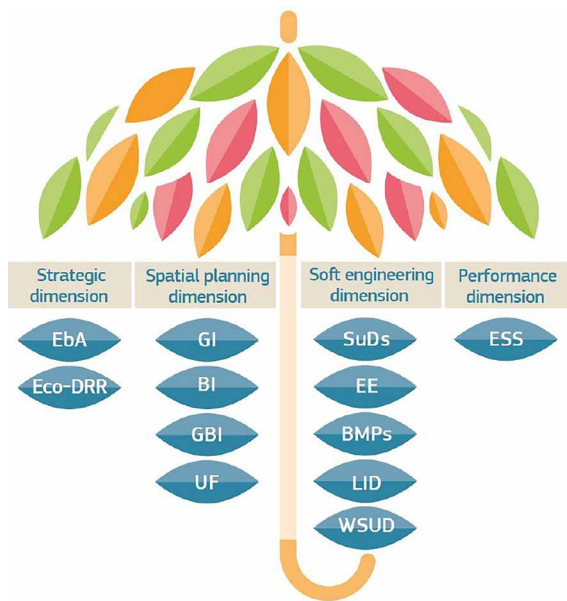 Strategic
dimension
Spatial planning
dimension
Soft engineering
dimension
Performance
dimension
EbA
Eco-DRR
GI
BI
GBI
UF
SuDs
EE
BMPs
LID
WSUD
ESS